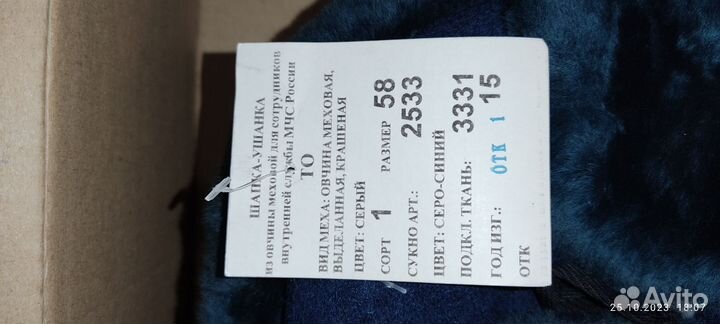 ШАПКА-УШАНКА
из овчины меховой для сотрудников
внутренней службы МЧС России
ТО
ВИД МЕХА: ОВЧИНА МЕХОВАЯ,
ВЫДЕЛАННАЯ, КРАШЕНАЯ
ЦВЕТ: СЕРЫЙ
СОРТ 1 РАЗМЕР 58
СУКНО АРТ.: 2533
ЦВЕТ: СЕРО-СИНИЙ
ПОДКЛ. ТКАНЬ: 3331
ГОД ИЗГ.: 15
ОТК ОТК 1
Avito
25.10.2023 18:07